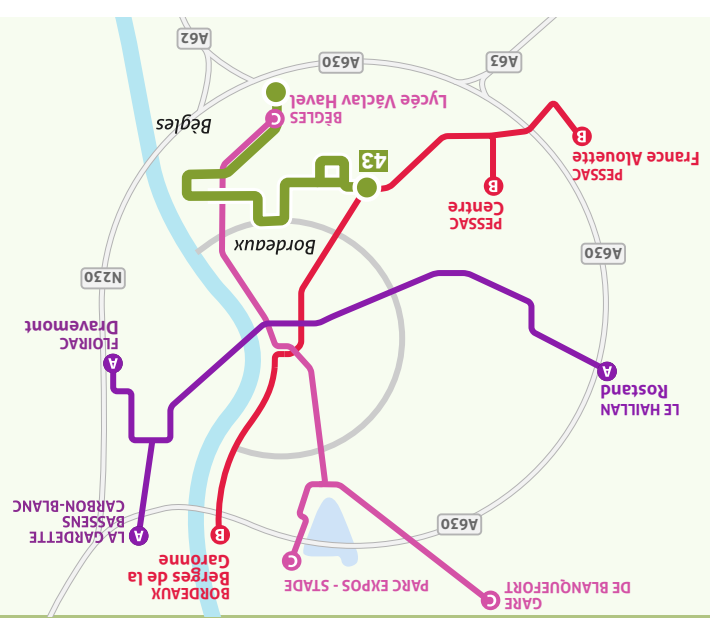 C
GARE
DE BLANQUEFORT
PARC EXPOS - STADE
C
BORDEAUX
Berges de la
Garonne
B
A630
LA GARDETTE
BASSENS
CARBON-BLANC
A
LE HAILLAN
Rostand
A
FLOIRAC
Dravemont
A
N230
A630
Bordeaux
PESSAC
Centre
B
43
PESSAC
France Alouette
B
Bègles
BÈGLES
C
Lycée Václav Havel
A63
A630
A62